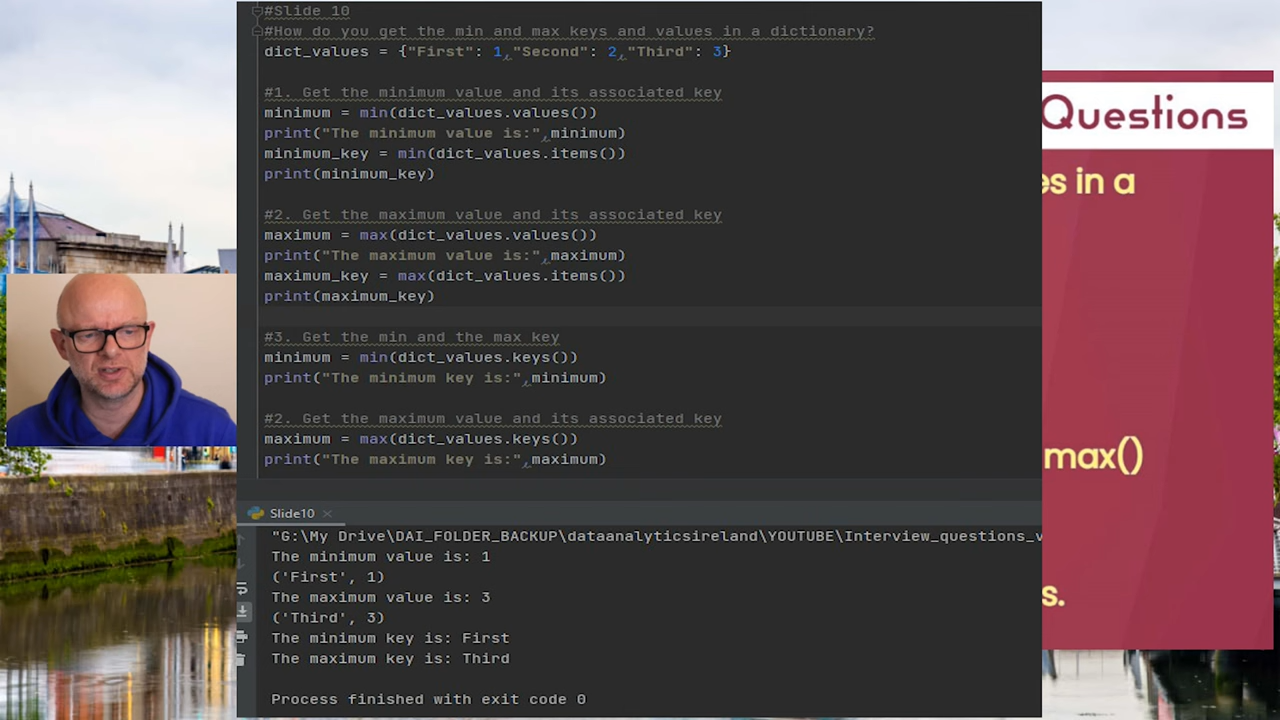 #Slide 10
#How do you get the min and max keys and values in a dictionary?
dict_values = {"First": 1,"Second": 2,"Third": 3}
#1. Get the minimum value and its associated key
minimum = min(dict_values.values())
print("The minimum value is:",minimum)
minimum_key = min(dict_values.items())
print(minimum_key)
#2. Get the maximum value and its associated key
maximum = max(dict_values.values())
print("The maximum value is:",maximum)
maximum_key = max(dict_values.items())
print(maximum_key)
#3. Get the min and the max key
minimum = min(dict_values.keys())
print("The minimum key is:",minimum)
#2. Get the maximum value and its associated key
maximum = max(dict_values.keys())
print("The maximum key is:",maximum)
Slide10
"G:\My Drive\DAI_FOLDER_BACKUP\dataanalyticsireland\YOUTUBE\Interview_questions_v
The minimum value is: 1
('First', 1)
The maximum value is: 3
('Third', 3)
The minimum key is: First
The maximum key is: Third
Process finished with exit code 0
Questions
es in a
max()
s.